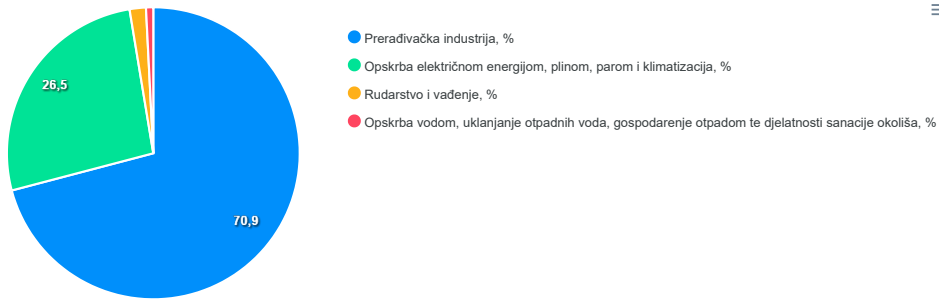 Prerađivačka industrija, %
Opskrba električnom energijom, plinom, parom i klimatizacija, %
Rudarstvo i vađenje, %
Opskrba vodom, uklanjanje otpadnih voda, gospodarenje otpadom te djelatnosti sanacije okoliša, %
26,5
70,9